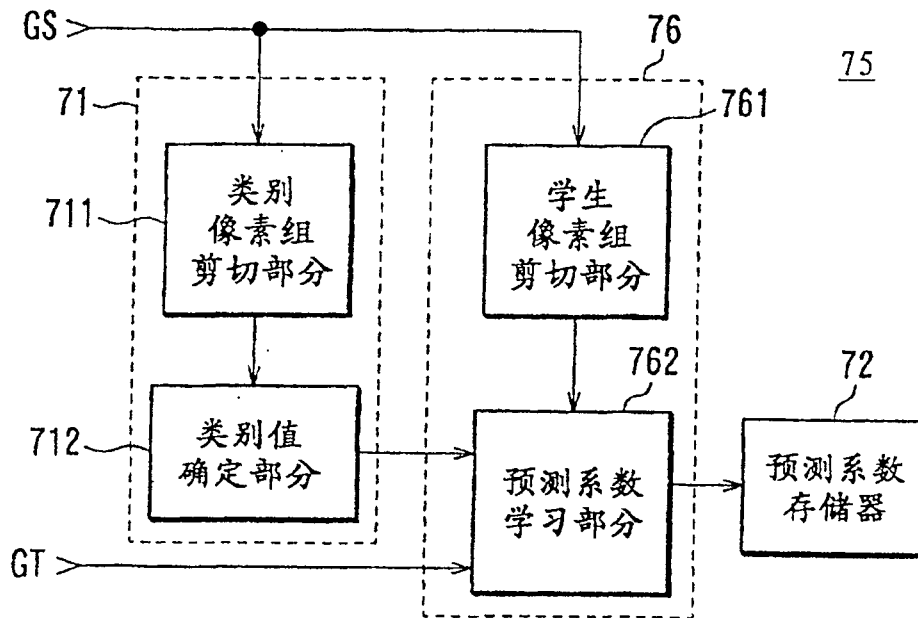 GS
76
75
71
761
类别
像素组
剪切部分
711
学生
像素组
剪切部分
762
72
类别值
确定部分
712
预测系数
学习部分
预测系数
存储器
GT